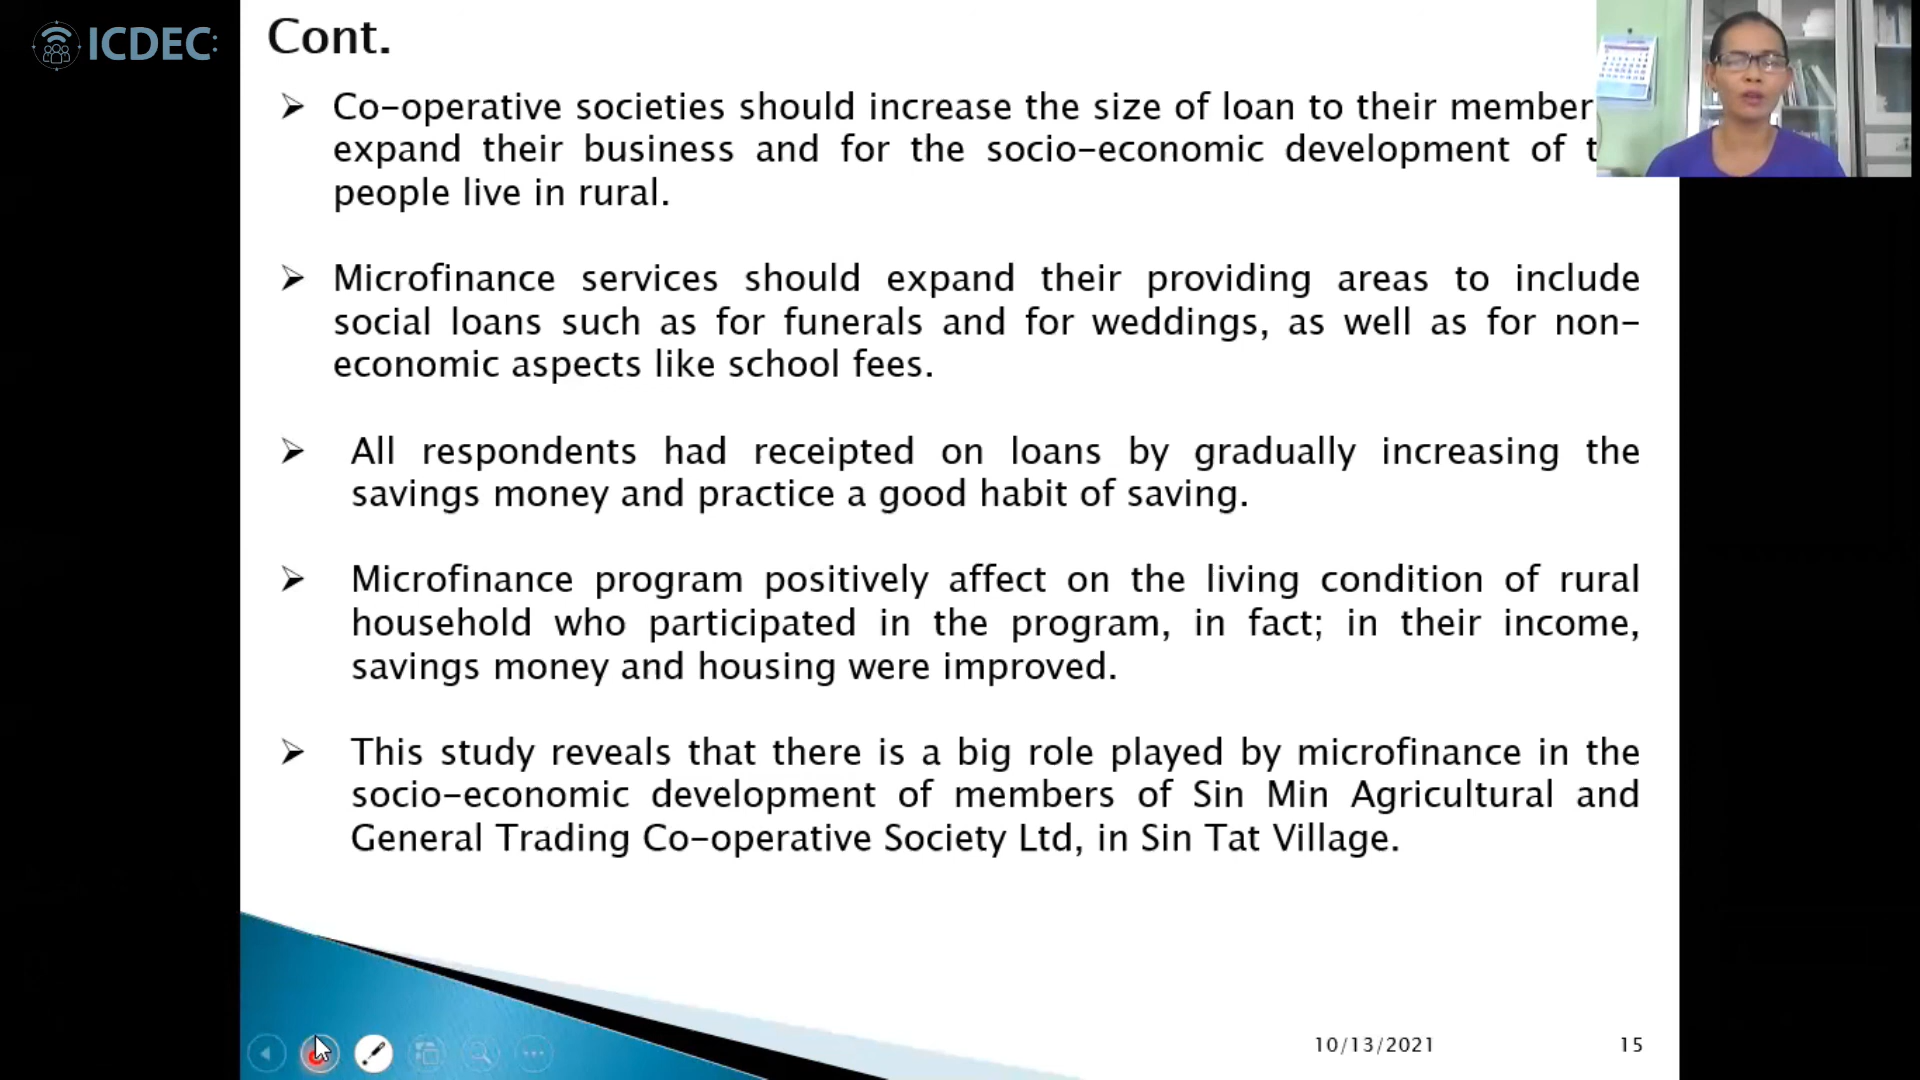 ICDEC:
Cont.
Co-operative societies should increase the size of loan to their member
expand their business and for the socio-economic development of t
people live in rural.
Microfinance services should expand their providing areas to include
social loans such as for funerals and for weddings, as well as for non-
economic aspects like school fees.
All respondents had receipted on loans by gradually increasing the
savings money and practice a good habit of saving.
Microfinance program positively affect on the living condition of rural
household who participated in the program, in fact; in their income,
savings money and housing were improved.
This study reveals that there is a big role played by microfinance in the
socio-economic development of members of Sin Min Agricultural and
General Trading Co-operative Society Ltd, in Sin Tat Village.
10/13/2021
15